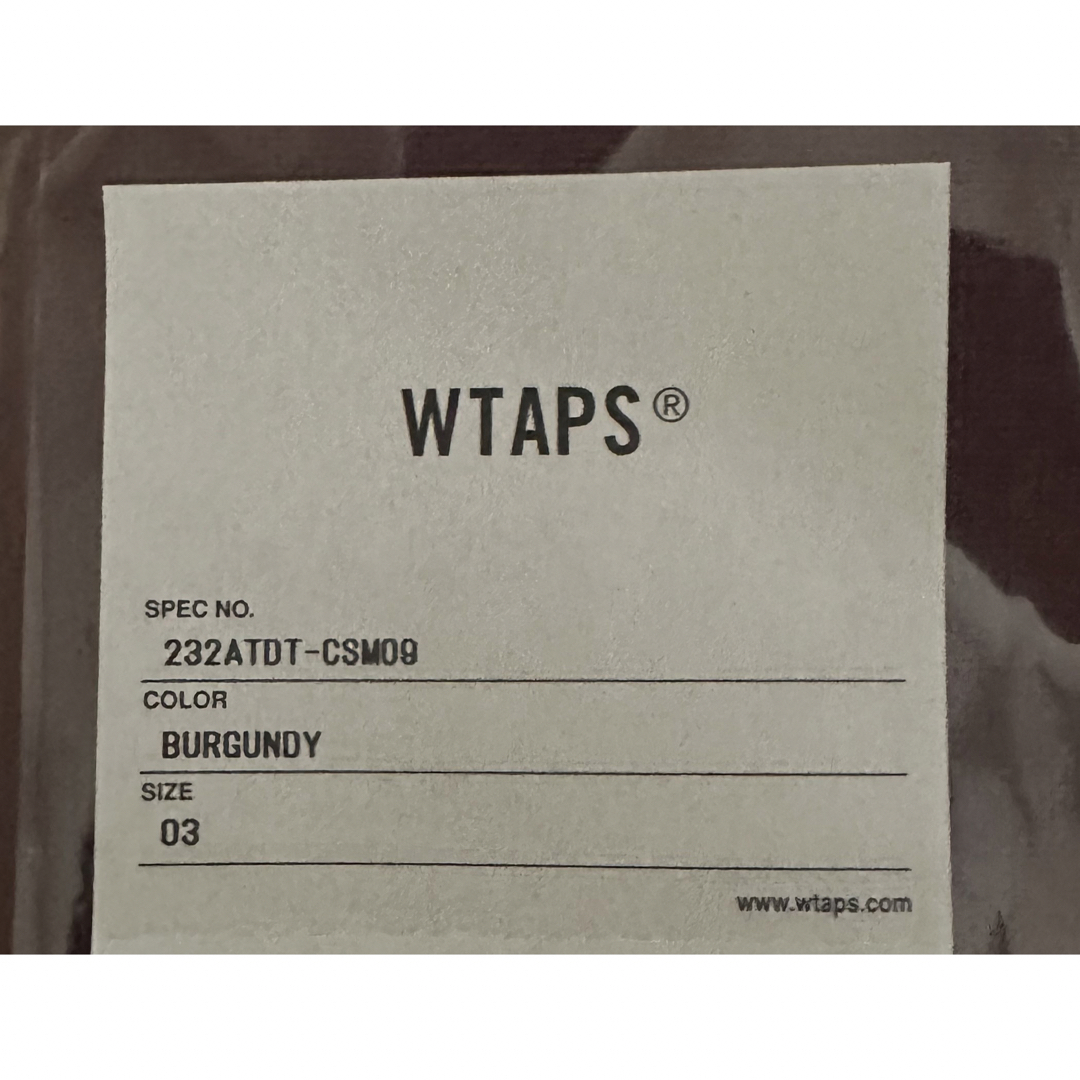 WTAPS®
SPEC NO.
232ATDT-CSM09
COLOR
BURGUNDY
SIZE
03
www.wtaps.com